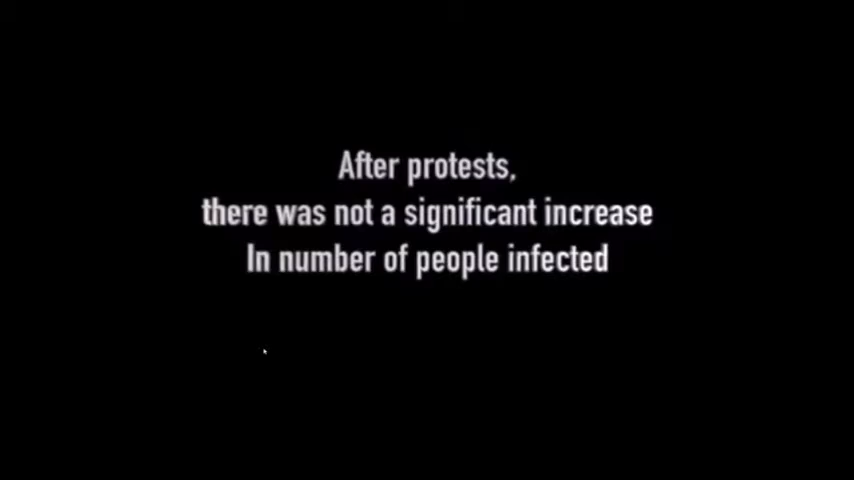 After protests,
there was not a significant increase
In number of people infected